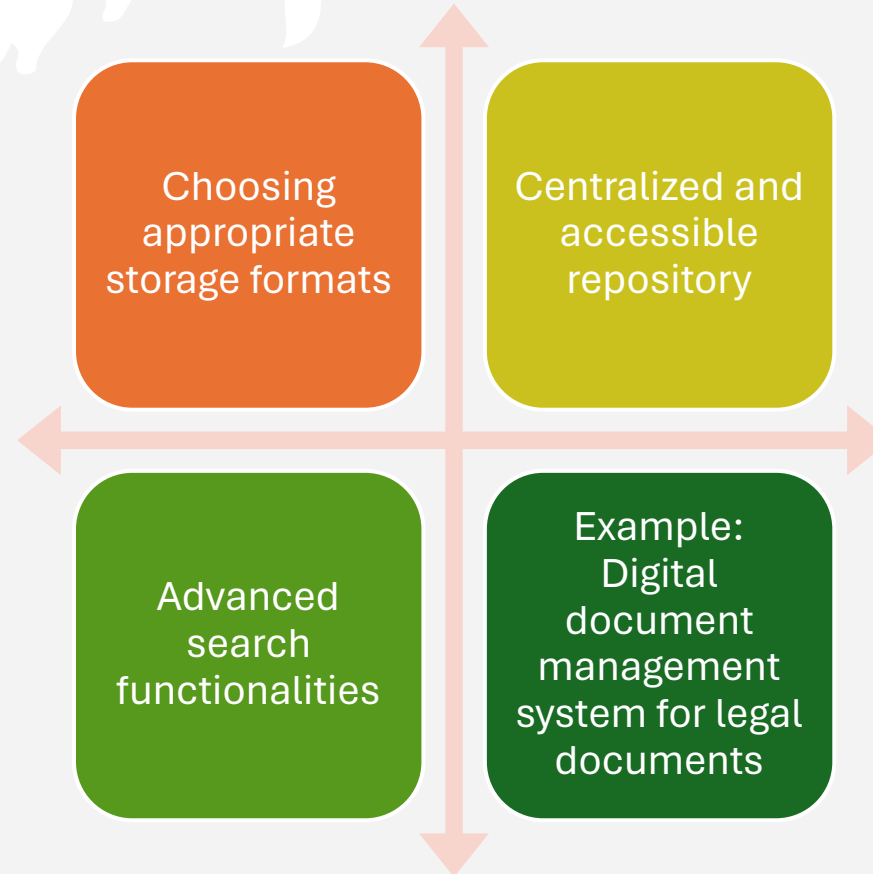 Choosing
appropriate
storage formats
Centralized and
accessible
repository
Advanced
search
functionalities
Example:
Digital
document
management
system for legal
documents